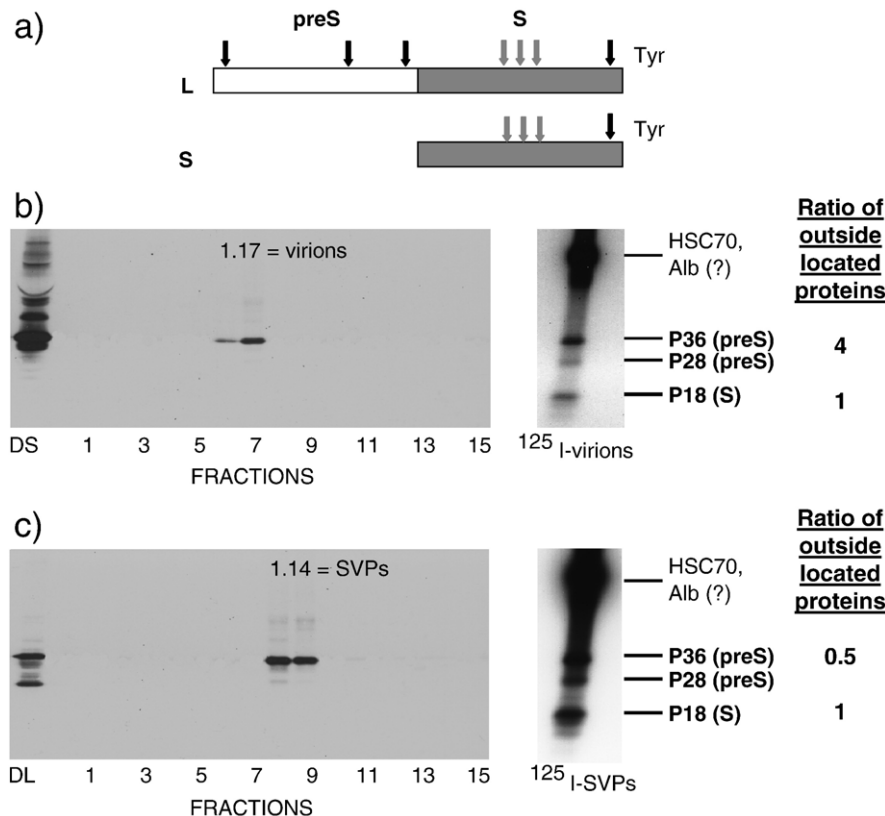 a)
preS
S
Tyr
L
Tyr
S
b)
1.17 = virions
HSC70,
Alb (?)
P36 (preS)
P28 (preS)
P18 (S)
Ratio of
outside
located
proteins
4
1
DS 1 3 5 7 9 11 13 15
FRACTIONS
125 I-virions
c)
1.14 = SVPs
HSC70,
Alb (?)
P36 (preS)
P28 (preS)
P18 (S)
Ratio of
outside
located
proteins
0.5
1
DL 1 3 5 7 9 11 13 15
FRACTIONS
125 I-SVPs